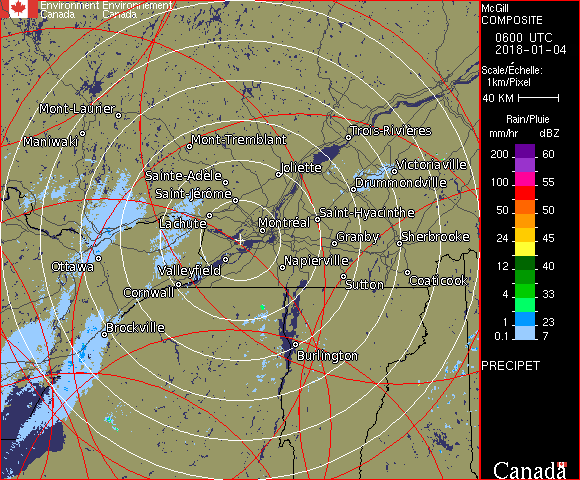 Environment Environnement
Canada Canada
McGill
COMPOSITE
0600 UTC
2018-01-04
Scale/Échelle:
1km/Pixel
40 KM
Rain/Pluie
mm/hr dBZ
200 60
100 55
50 50
24 45
12 40
4 33
1 23
0.1 7
PRECIPET
Canada
Mont-Laurier
Maniwaki
Mont-Tremblant
Trois-Rivières
Joliette
Victoriaville
Sainte-Adèle
Drummondville
Saint-Jérôme
Lachute
Saint-Hyacinthe
Montréal
Granby
Sherbrooke
Ottawa
Valleyfield
Napierville
Cornwall
Sutton
Coaticook
Brockville
Burlington